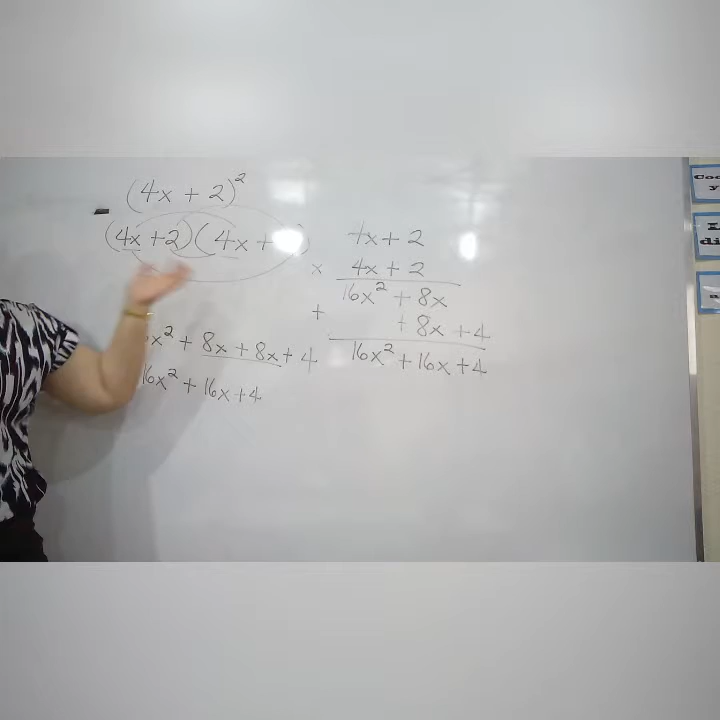 (4x + 2)²
(4x + 2)(4x +
x² + 8x + 8x + 4
16x² + 16x + 4
4x + 2
x 4x + 2
16x² + 8x
+ + 8x + 4
16x² + 16x + 4